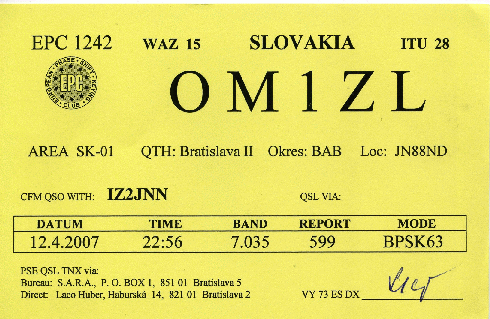 EPC 1242 WAZ 15 SLOVAKIA ITU 28
EPC
OM1ZL
AREA SK-01 QTH: Bratislava II Okres: BAB Loc: JN88ND
CFM QSO WITH: IZ2JNN QSL VIA:
DATUM TIME BAND REPORT MODE
12.4.2007 22:56 7.035 599 BPSK63
PSE QSL TNX via:
Bureau: S.A.R.A., P. O. BOX 1, 851 01 Bratislava 5
Direct: Laco Huber, Haburská 14, 821 01 Bratislava 2 VY 73 ES DX